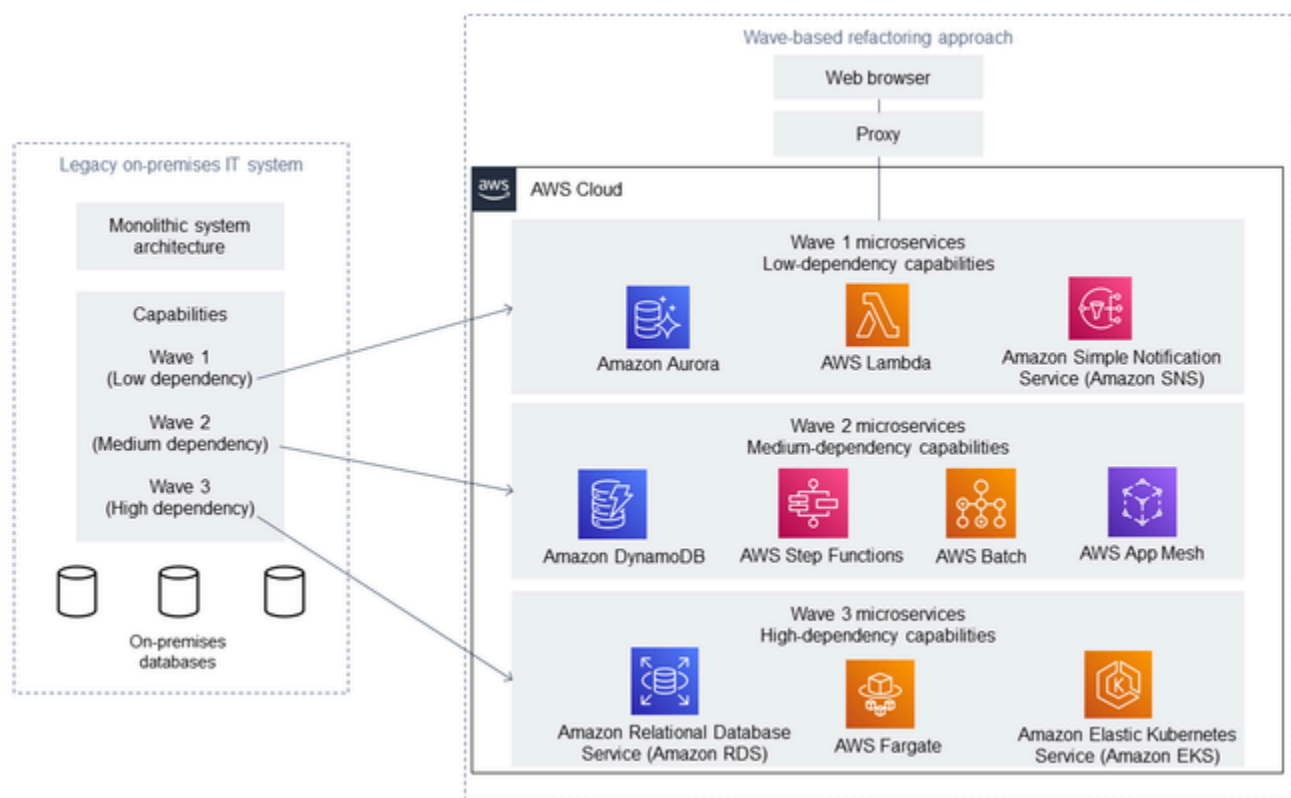 Legacy on-premises IT system
Monolithic system
architecture
Capabilities
Wave 1
(Low dependency)
Wave 2
(Medium dependency)
Wave 3
(High dependency)
On-premises
databases
Wave-based refactoring approach
Web browser
Proxy
aws
AWS Cloud
Wave 1 microservices
Low-dependency capabilities
Amazon Aurora
AWS Lambda
Amazon Simple Notification
Service (Amazon SNS)
Wave 2 microservices
Medium-dependency capabilities
Amazon DynamoDB
AWS Step Functions
AWS Batch
AWS App Mesh
Wave 3 microservices
High-dependency capabilities
Amazon Relational Database
Service (Amazon RDS)
AWS Fargate
K
Amazon Elastic Kubernetes
Service (Amazon EKS)